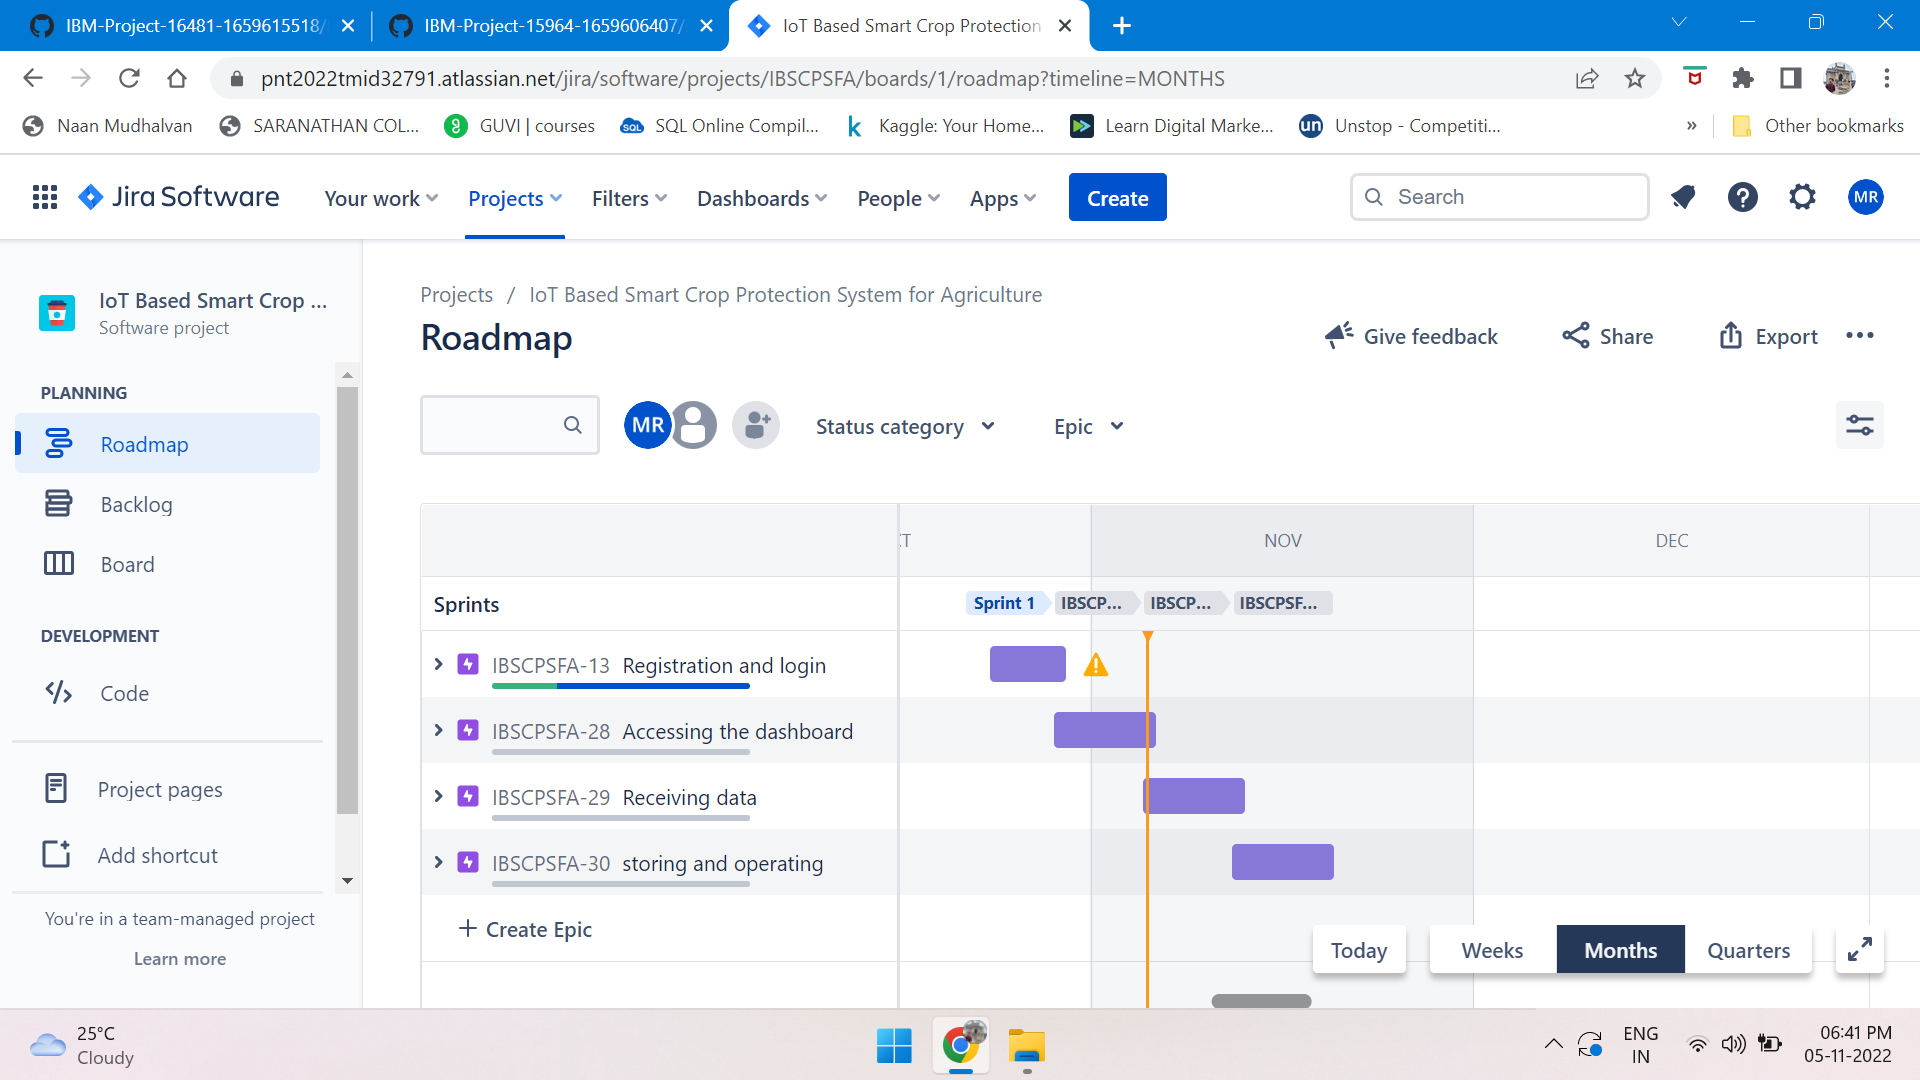 IBM-Project-16481-1659615518/
IBM-Project-15964-1659606407/
IoT Based Smart Crop Protection
pnt2022tmid32791.atlassian.net/jira/software/projects/IBSCPSFA/boards/1/roadmap?timeline=MONTHS
Naan Mudhalvan
SARANATHAN COL...
GUVI | courses
SQL
SQL Online Compil...
Kaggle: Your Home...
Learn Digital Marke...
un
Unstop - Competiti...
»
Other bookmarks
Jira Software
Your work
Projects
Filters
Dashboards
People
Apps
Create
Search
MR
IoT Based Smart Crop ...
Software project
PLANNING
Roadmap
Backlog
Board
DEVELOPMENT
Code
Project pages
Add shortcut
You're in a team-managed project
Learn more
Projects / IoT Based Smart Crop Protection System for Agriculture
Roadmap
Give feedback
Share
Export
MR
Status category
Epic
NOV
DEC
Sprints
Sprint 1
IBSCP...
IBSCP...
IBSCPSF...
IBSCPSFA-13 Registration and login
IBSCPSFA-28 Accessing the dashboard
IBSCPSFA-29 Receiving data
IBSCPSFA-30 storing and operating
+ Create Epic
Today
Weeks
Months
Quarters
25°C
Cloudy
ENG
IN
06:41 PM
05-11-2022